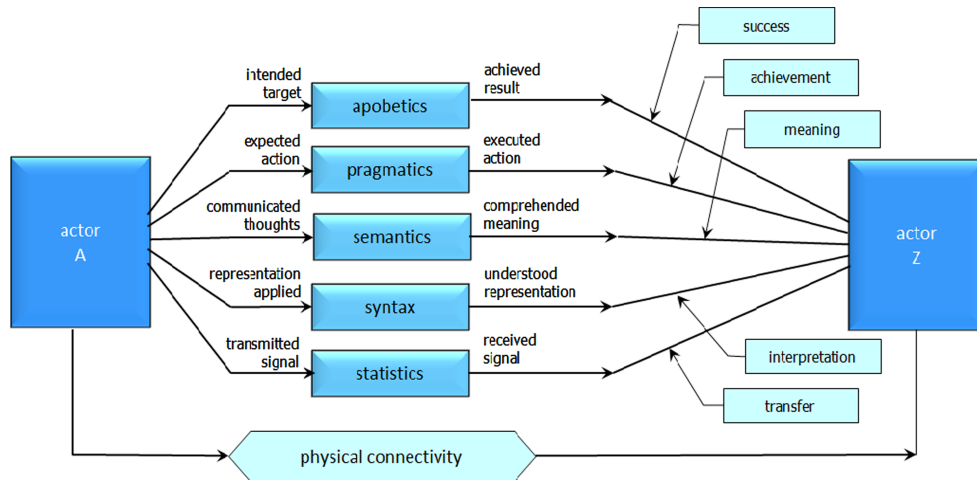 success
intended
target
apobetics
achieved
result
achievement
expected
action
pragmatics
executed
action
meaning
actor
A
communicated
thoughts
semantics
comprehended
meaning
actor
Z
representation
applied
syntax
understood
representation
transmitted
signal
statistics
received
signal
interpretation
transfer
physical connectivity